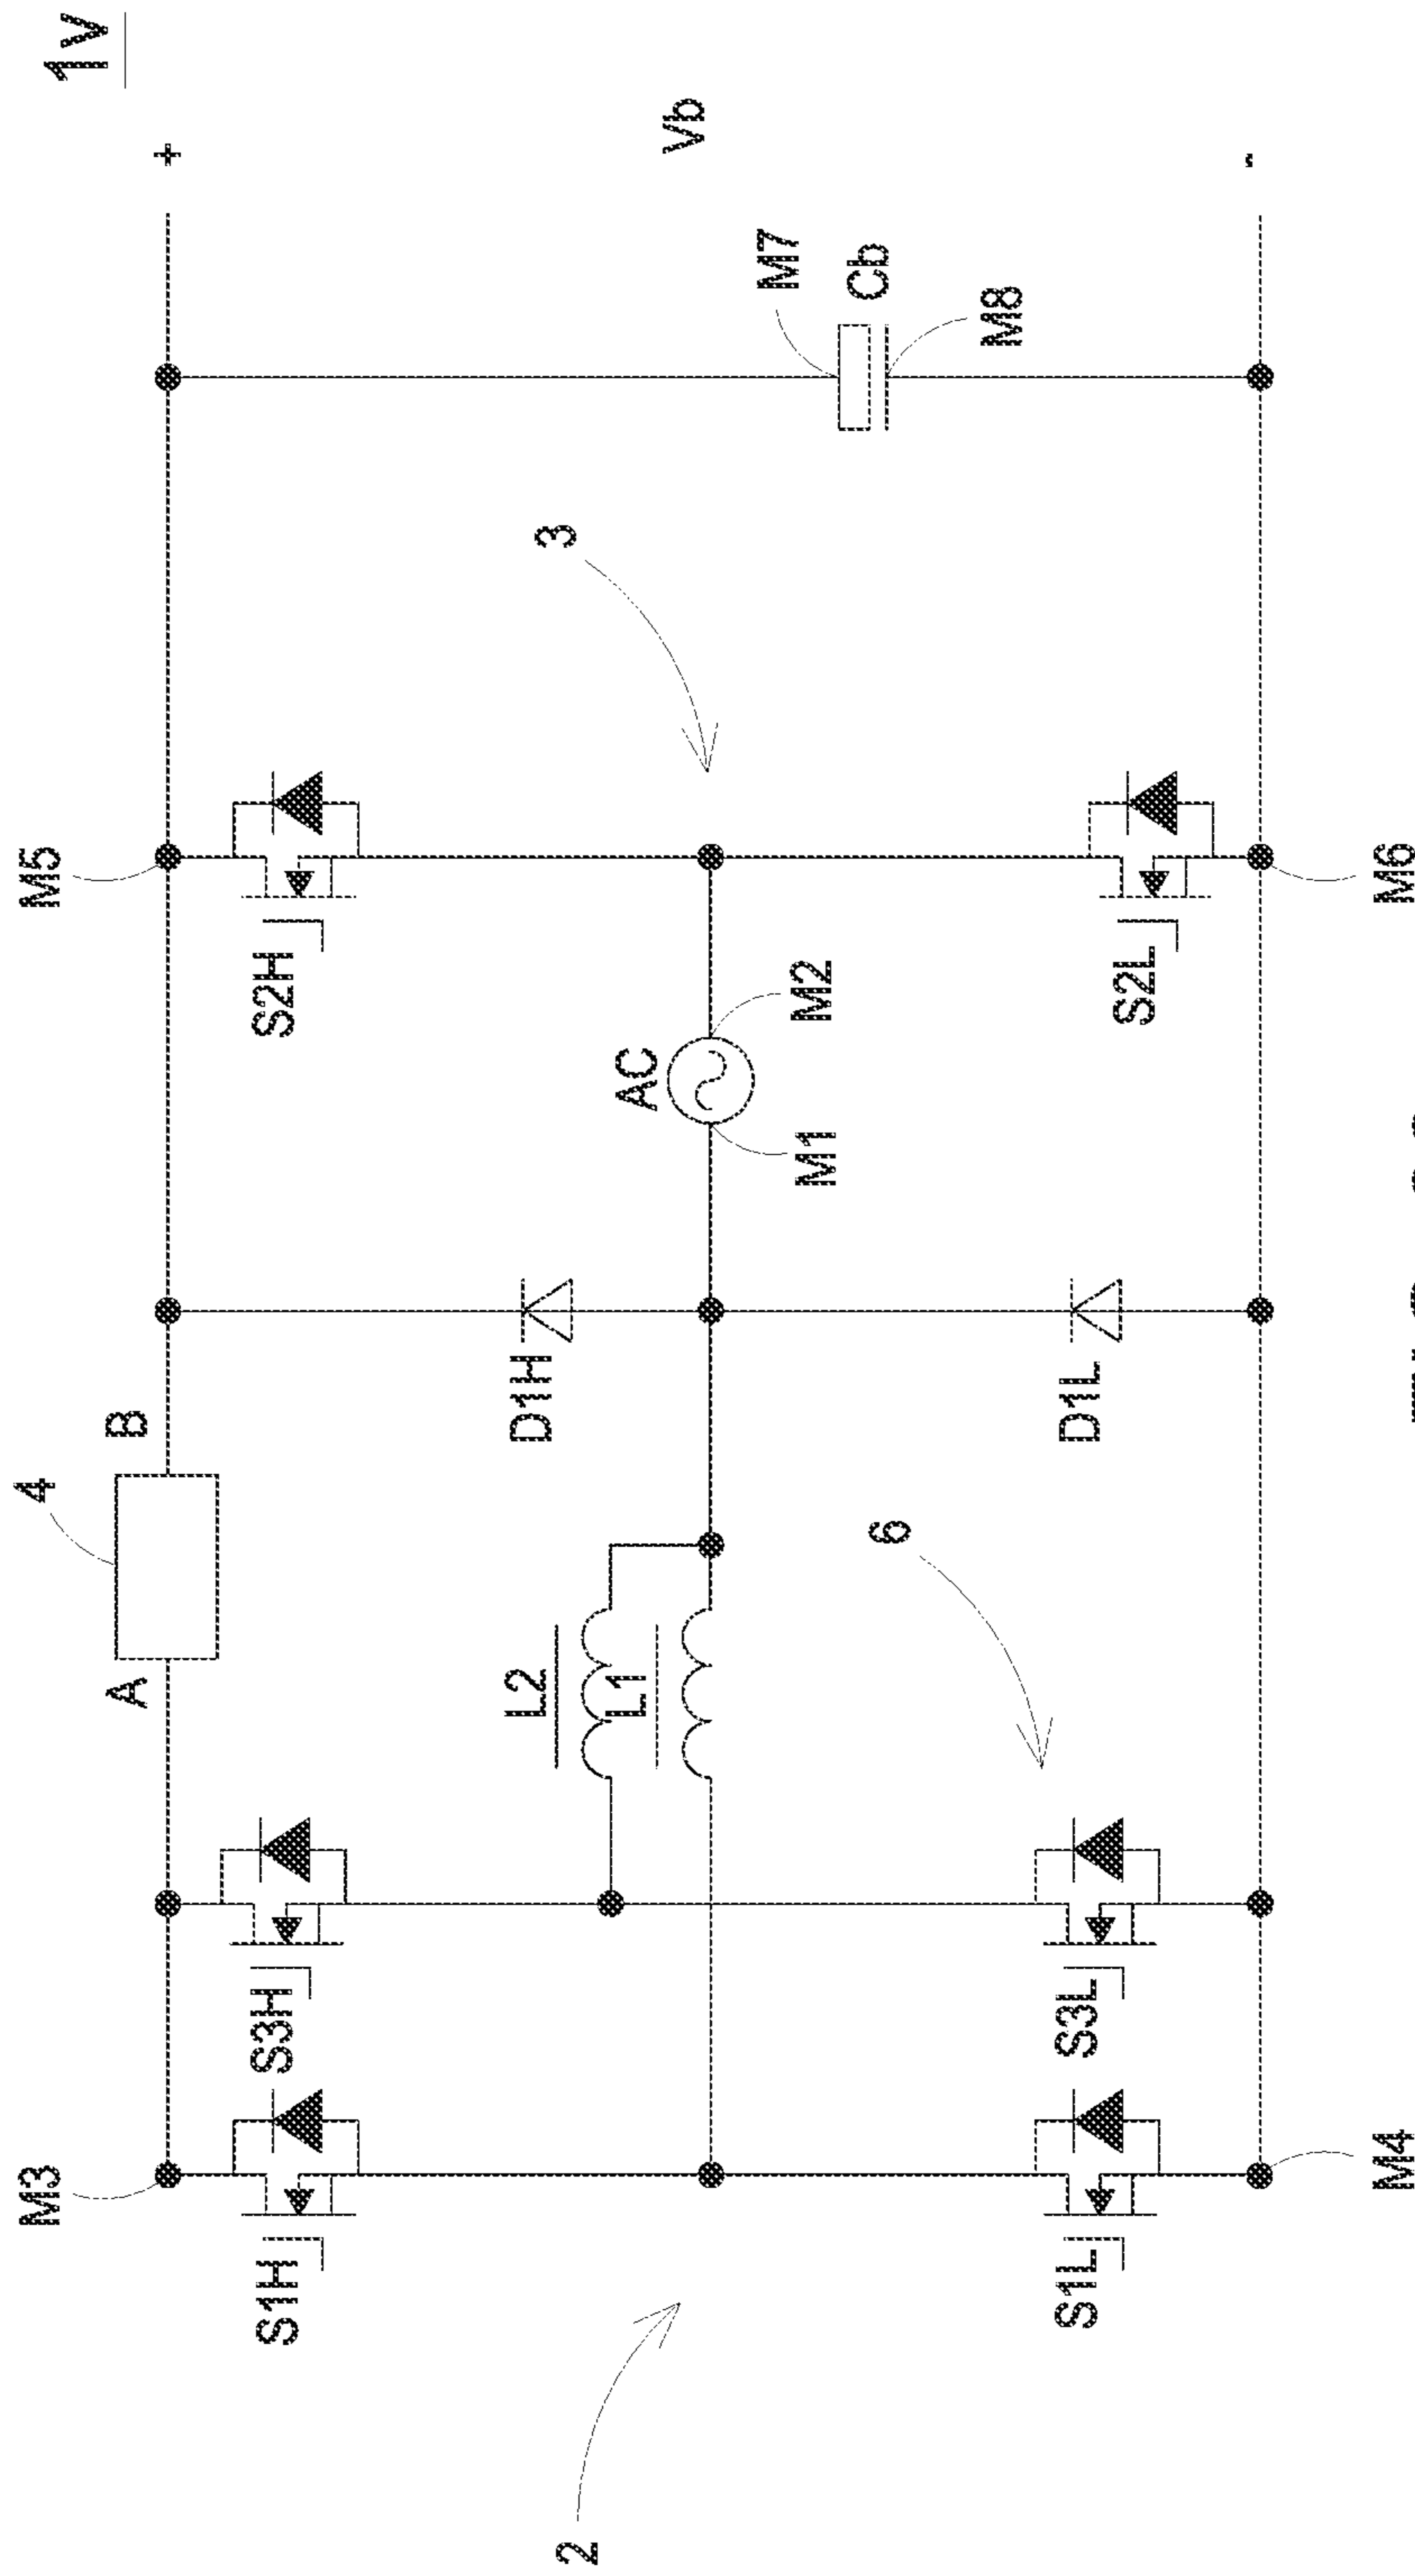 1v
M3
M5
4
A
B
+
S1H
S3H
S2H
L2
L1
D1H
AC
3
Vb
M1
M2
M7
Cb
M8
2
6
S1L
S3L
D1L
S2L
-
M4
M6